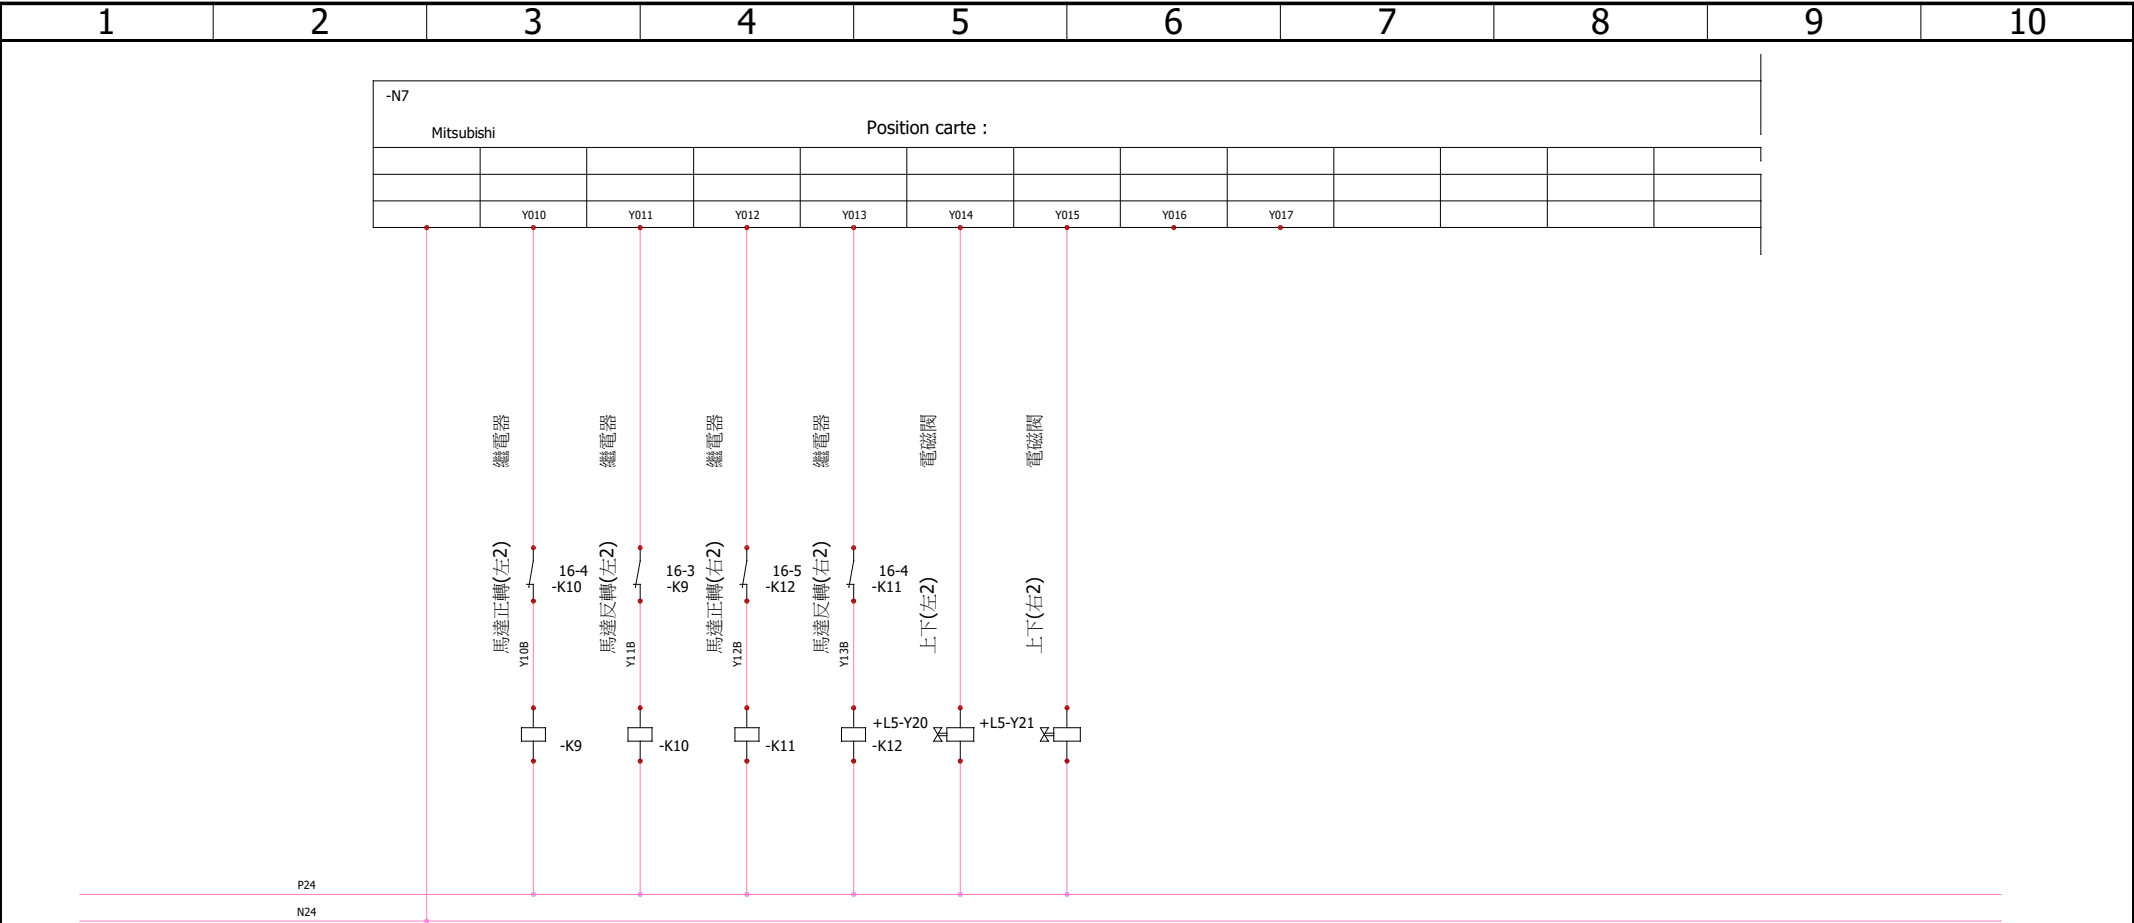 1 2 3 4 5 6 7 8 9 10
-N7
Mitsubishi
Position carte :
Y010 Y011 Y012 Y013 Y014 Y015 Y016 Y017
繼電器
繼電器
繼電器
繼電器
電磁閥
電磁閥
馬達正轉(左2)
馬達反轉(左2)
馬達正轉(右2)
馬達反轉(右2)
上下(左2)
上下(右2)
16-4
-K10
16-3
-K9
16-5
-K12
16-4
-K11
Y10B
Y11B
Y12B
Y13B
-K9
-K10
-K11
-K12
+L5-Y20
+L5-Y21
P24
N24